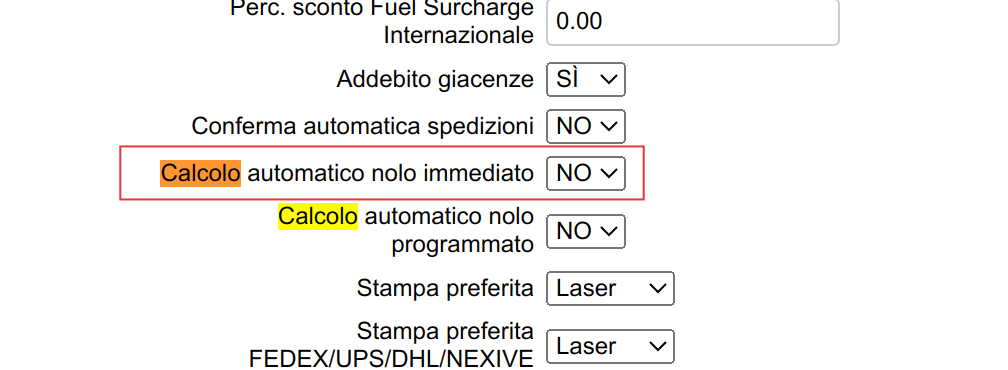 Perc. sconto Fuel Surcharge
Internazionale
0.00
Addebito giacenze
SÌ
Conferma automatica spedizioni
NO
Calcolo automatico nolo immediato
NO
Calcolo automatico nolo
programmato
NO
Stampa preferita
Laser
Stampa preferita
FEDEX/UPS/DHL/NEXIVE
Laser